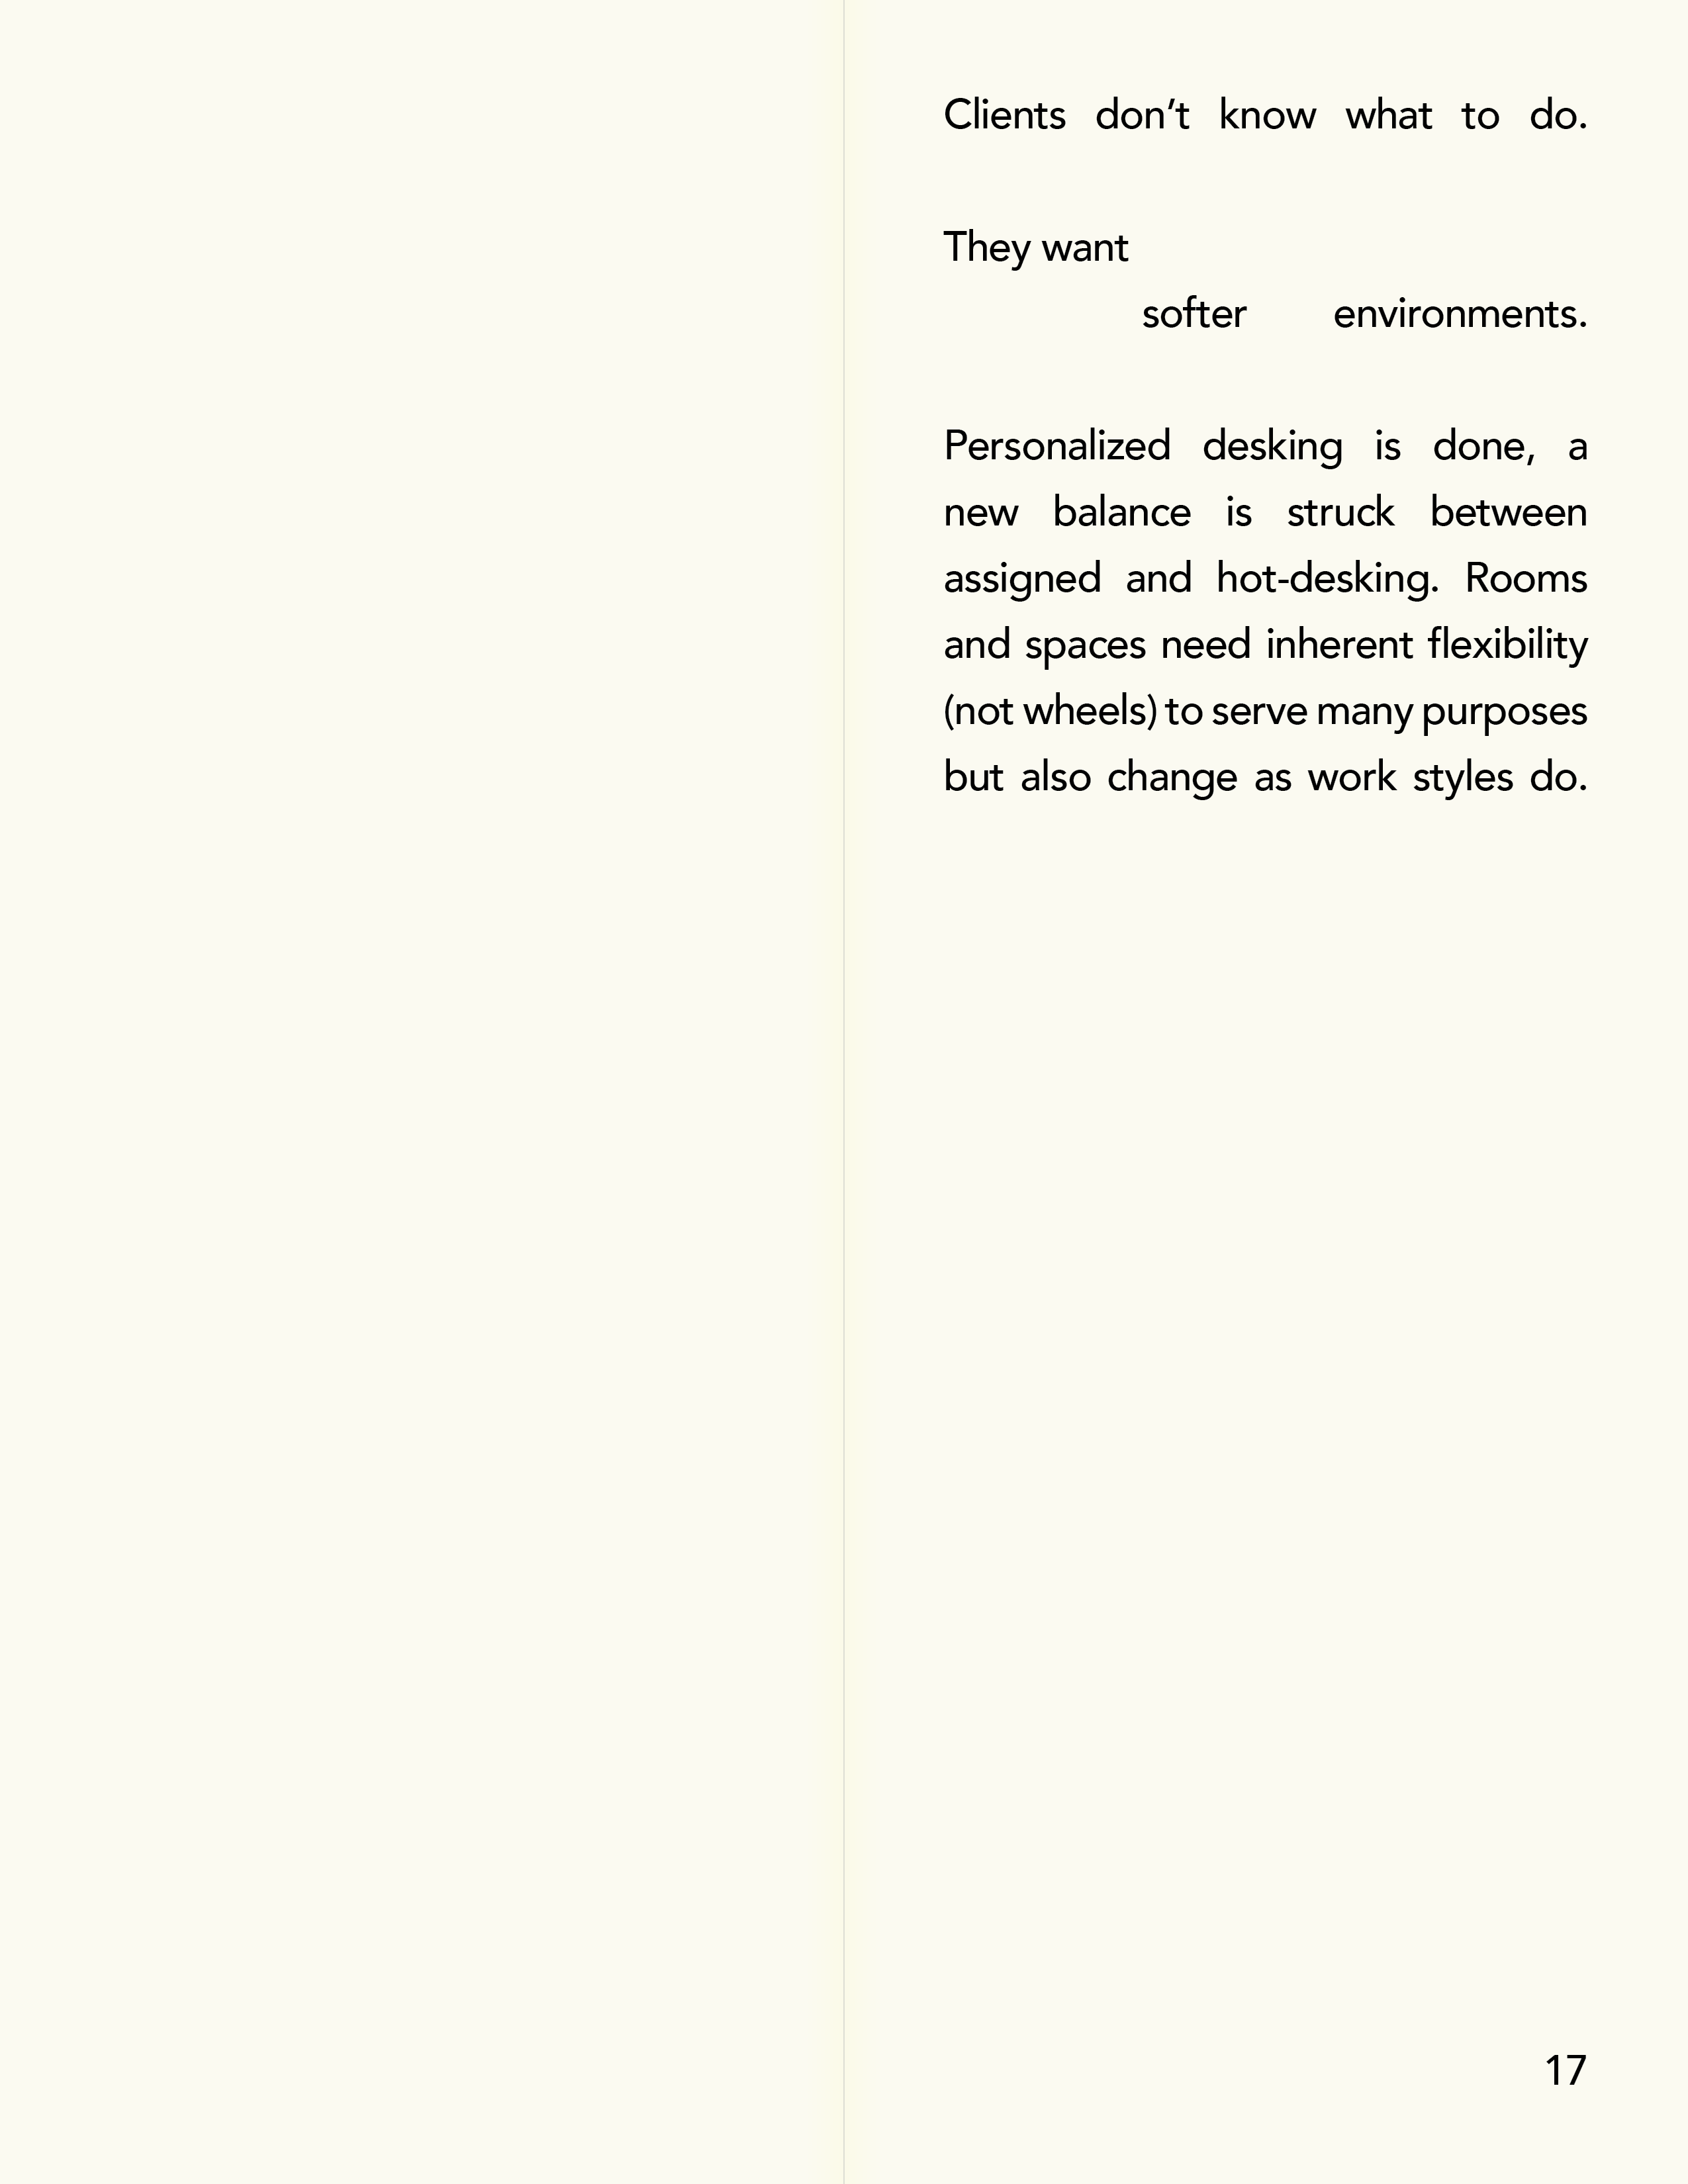 Clients don’t know what to do.
They want
softer environments.
Personalized desking is done, a
new balance is struck between
assigned and hot-desking. Rooms
and spaces need inherent flexibility
(not wheels) to serve many purposes
but also change as work styles do.
17